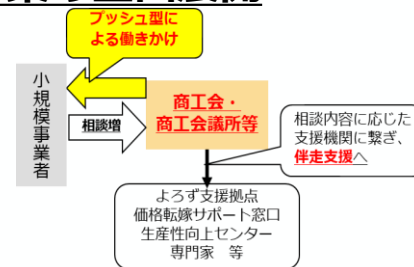 プッシュ型に
よる働きかけ
小規模事業者
相談増
商工会・
商工会議所等
相談内容に応じた
支援機関に繋ぎ、
伴走支援へ
よろず支援拠点
価格転嫁サポート窓口
生産性向上センター
専門家　等